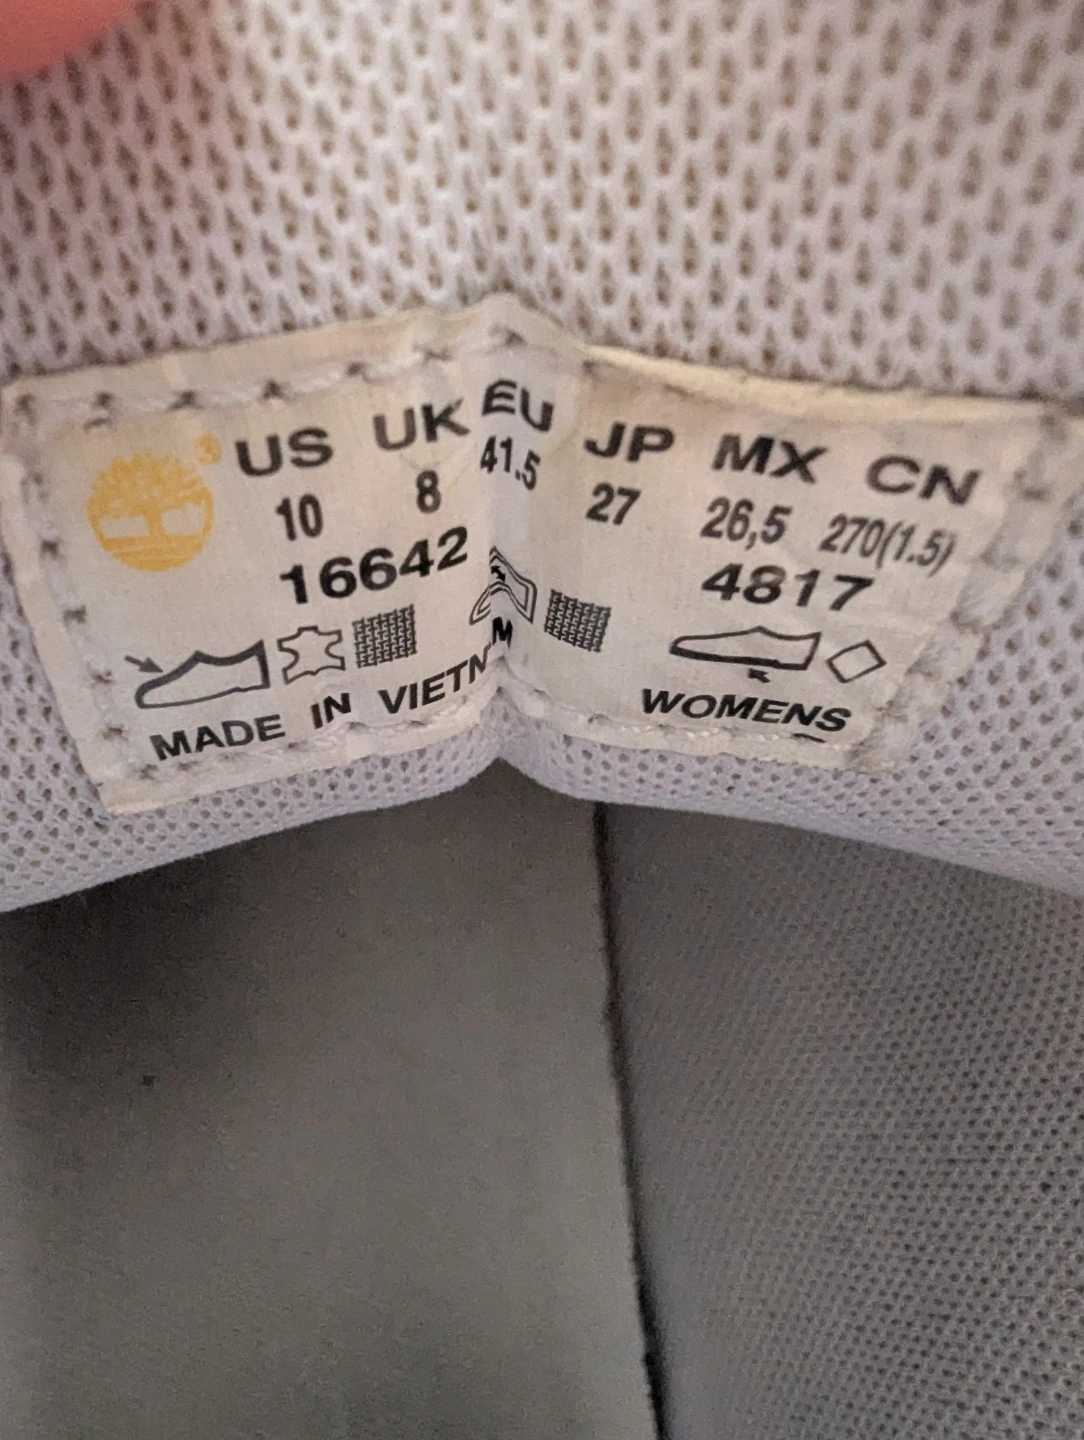 US UK EU JP MX CN
10 8 41.5 27 26,5 270(1.5)
16642 4817
MADE IN VIETNAM WOMENS